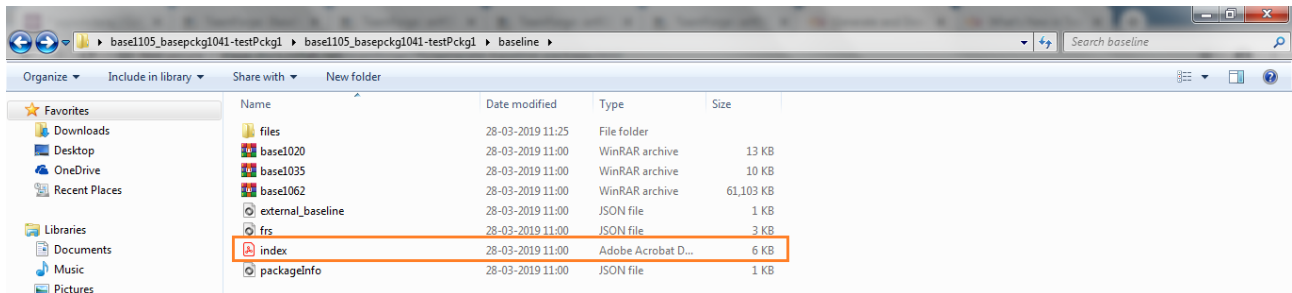 base1105_basepckg1041-testPckg1 base1105_basepckg1041-testPckg1 baseline Search baseline
Organize Include in library Share with New folder
Favorites
Downloads
Desktop
OneDrive
Recent Places
Libraries
Documents
Music
Pictures
Name Date modified Type Size
files 28-03-2019 11:25 File folder
base1020 28-03-2019 11:00 WinRAR archive 13 KB
base1035 28-03-2019 11:00 WinRAR archive 10 KB
base1062 28-03-2019 11:00 WinRAR archive 61,103 KB
external_baseline 28-03-2019 11:00 JSON file 1 KB
frs 28-03-2019 11:00 JSON file 3 KB
index 28-03-2019 11:00 Adobe Acrobat D... 6 KB
packageInfo 28-03-2019 11:00 JSON file 1 KB